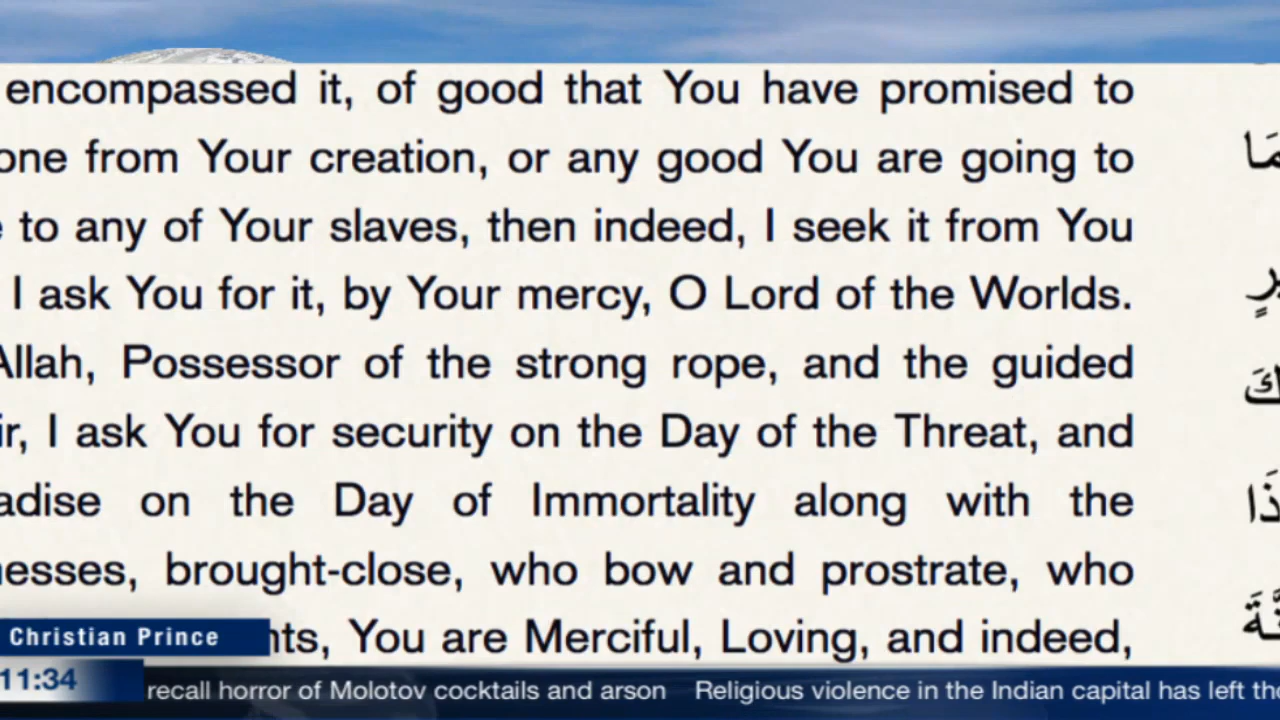 encompassed it, of good that You have promised to
one from Your creation, or any good You are going to
to any of Your slaves, then indeed, I seek it from You
I ask You for it, by Your mercy, O Lord of the Worlds.
Allah, Possessor of the strong rope, and the guided
ir, I ask You for security on the Day of the Threat, and
adise on the Day of Immortality along with the
nesses, brought-close, who bow and prostrate, who
nts, You are Merciful, Loving, and indeed,
Christian Prince
11:34
recall horror of Molotov cocktails and arson Religious violence in the Indian capital has left